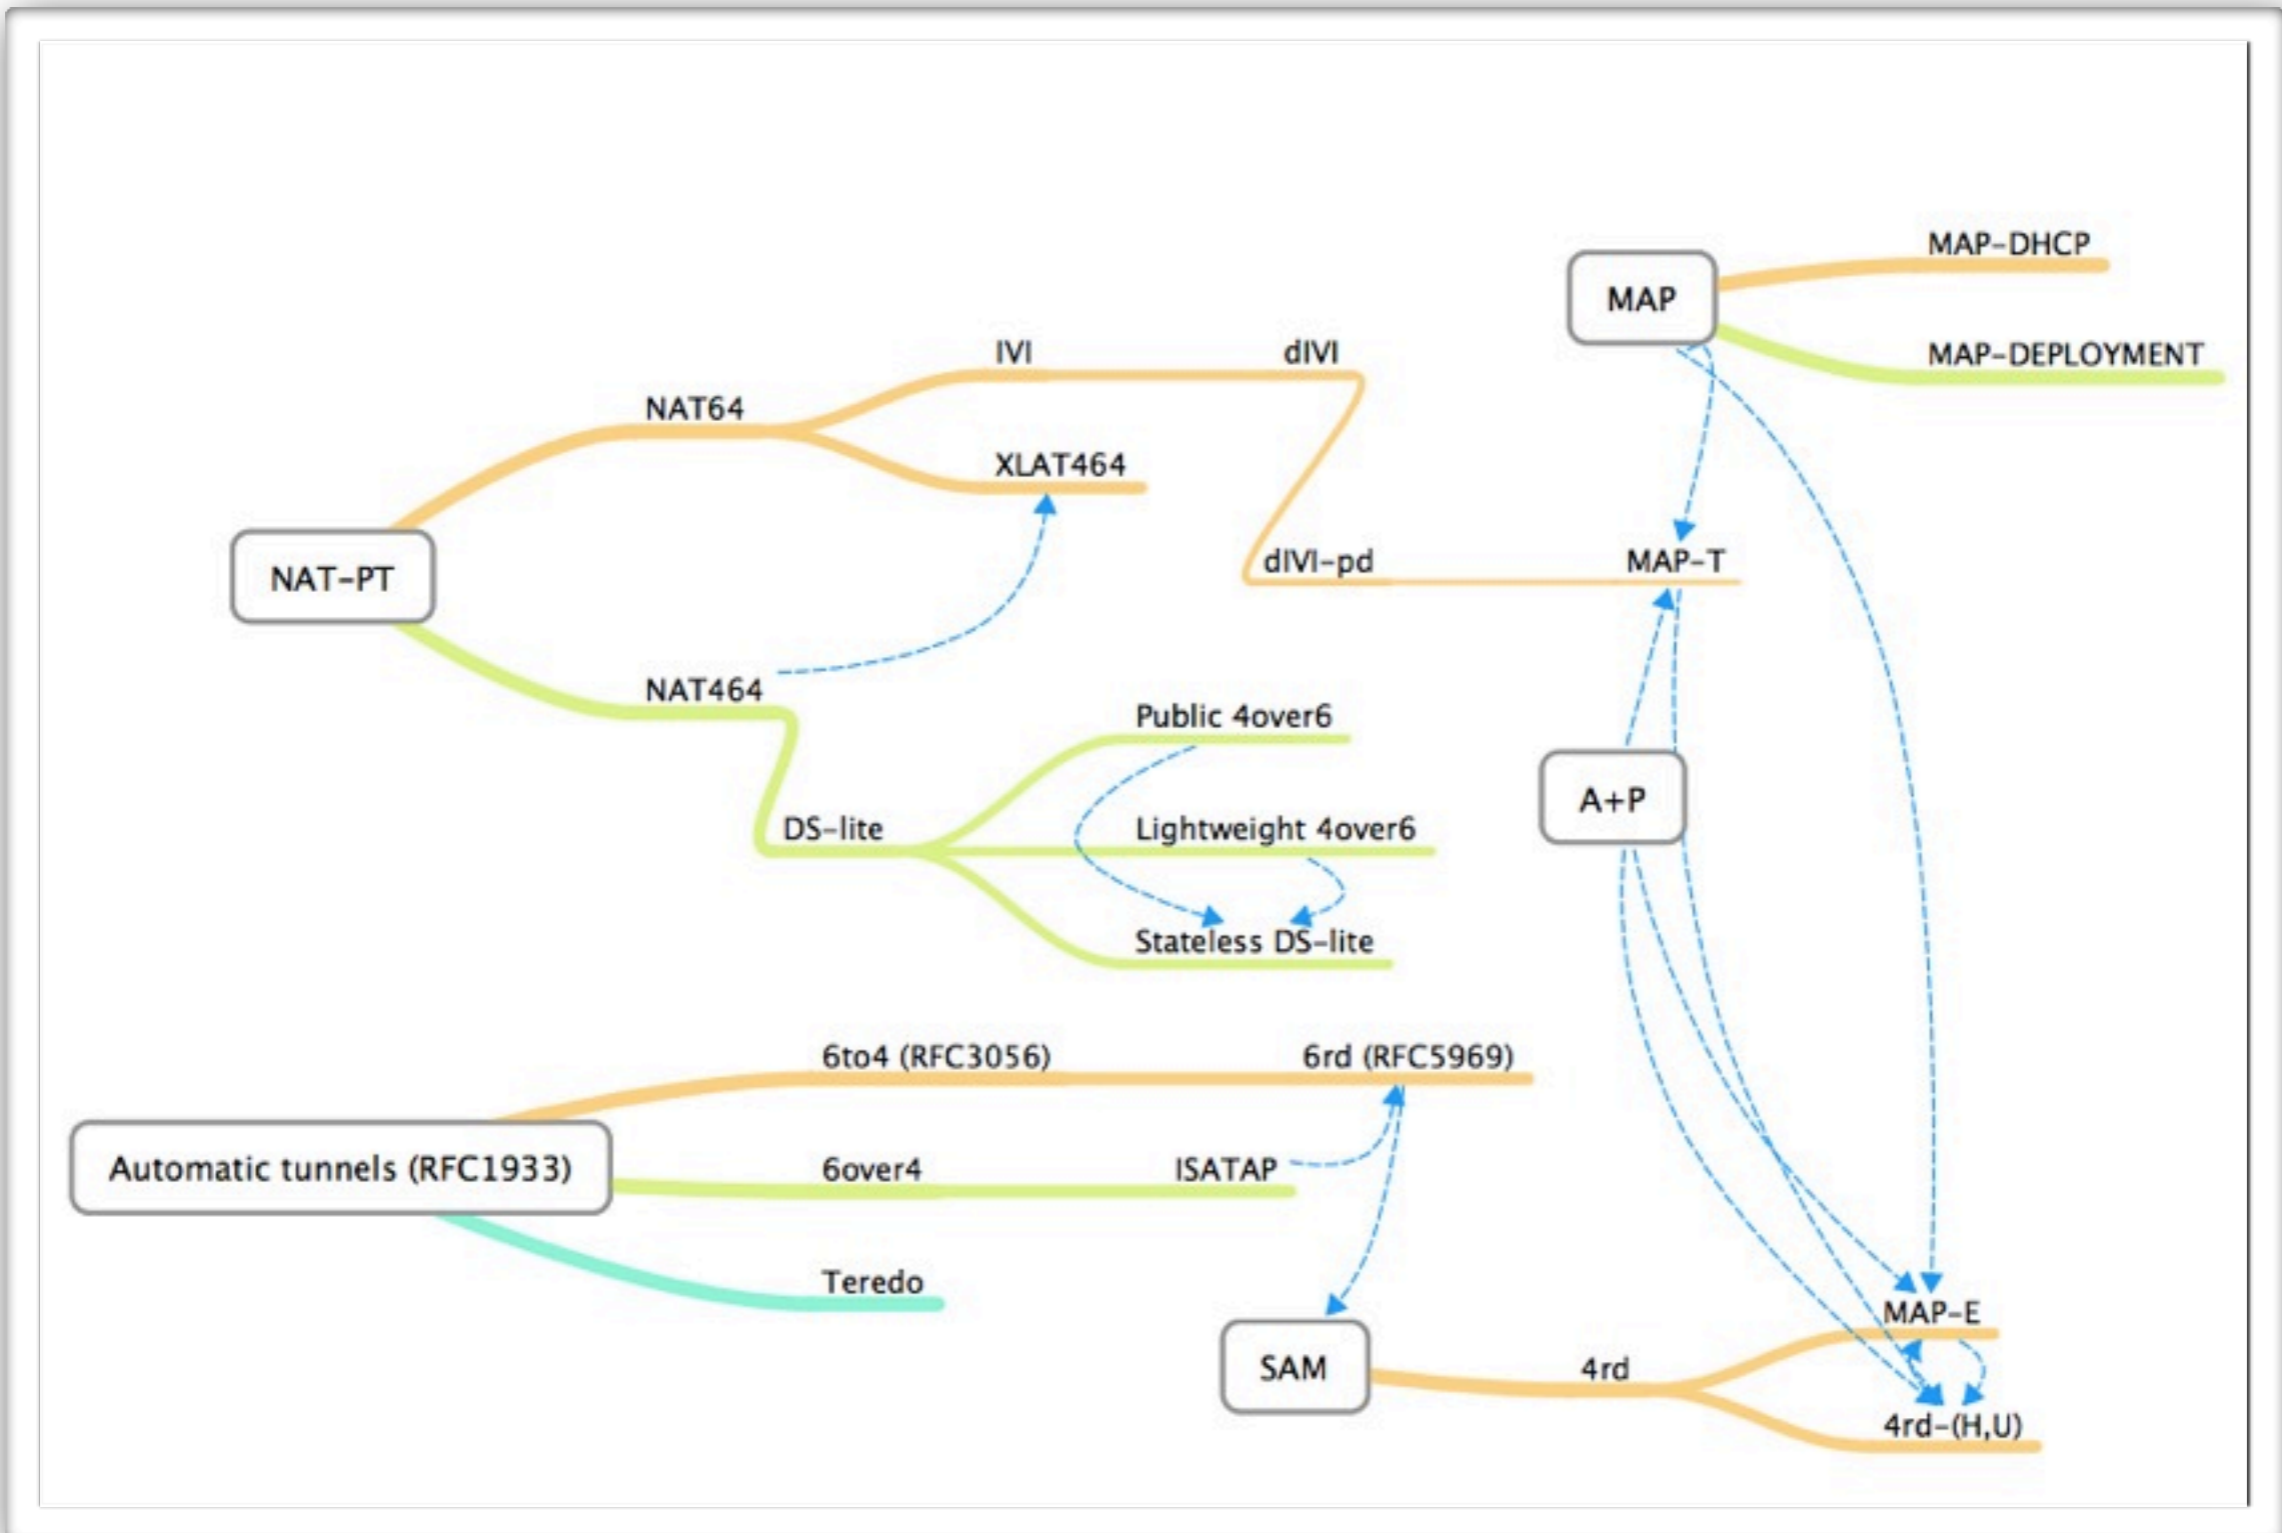 MAP-DHCP
MAP
MAP-DEPLOYMENT
IVI
dIVI
NAT64
XLAT464
dIVI-pd
MAP-T
NAT-PT
NAT464
Public 4over6
A+P
DS-lite
Lightweight 4over6
Stateless DS-lite
6to4 (RFC3056)
6rd (RFC5969)
Automatic tunnels (RFC1933)
6over4
ISATAP
Teredo
MAP-E
SAM
4rd
4rd-(H,U)